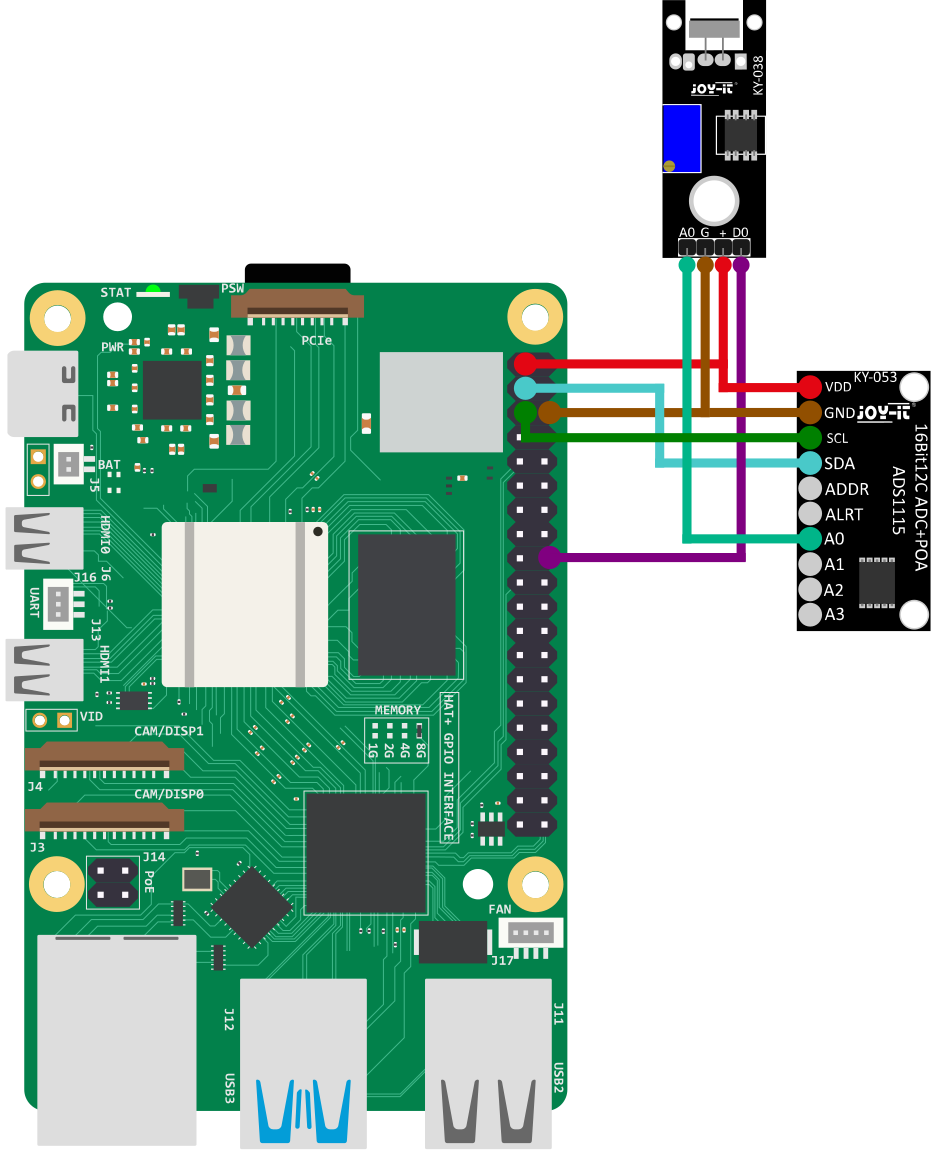 KY-038
JOY-iT
A0 G + D0
STAT
PSW
PCIe
PWR
BAT
J5
HDMI0
J6
J16
UART
J13
HDMI1
VID
CAM/DISP1
J4
CAM/DISP0
J3
J14
PoE
MEMORY
1G 2G 4G 8G
HAT+ GPIO INTERFACE
FAN
J17
J12
USB3
J11
USB2
KY-053
JOY-iT
VDD
GND
SCL
SDA
ADDR
ALRT
A0
A1
A2
A3
16Bit12C ADC+POA
ADS1115